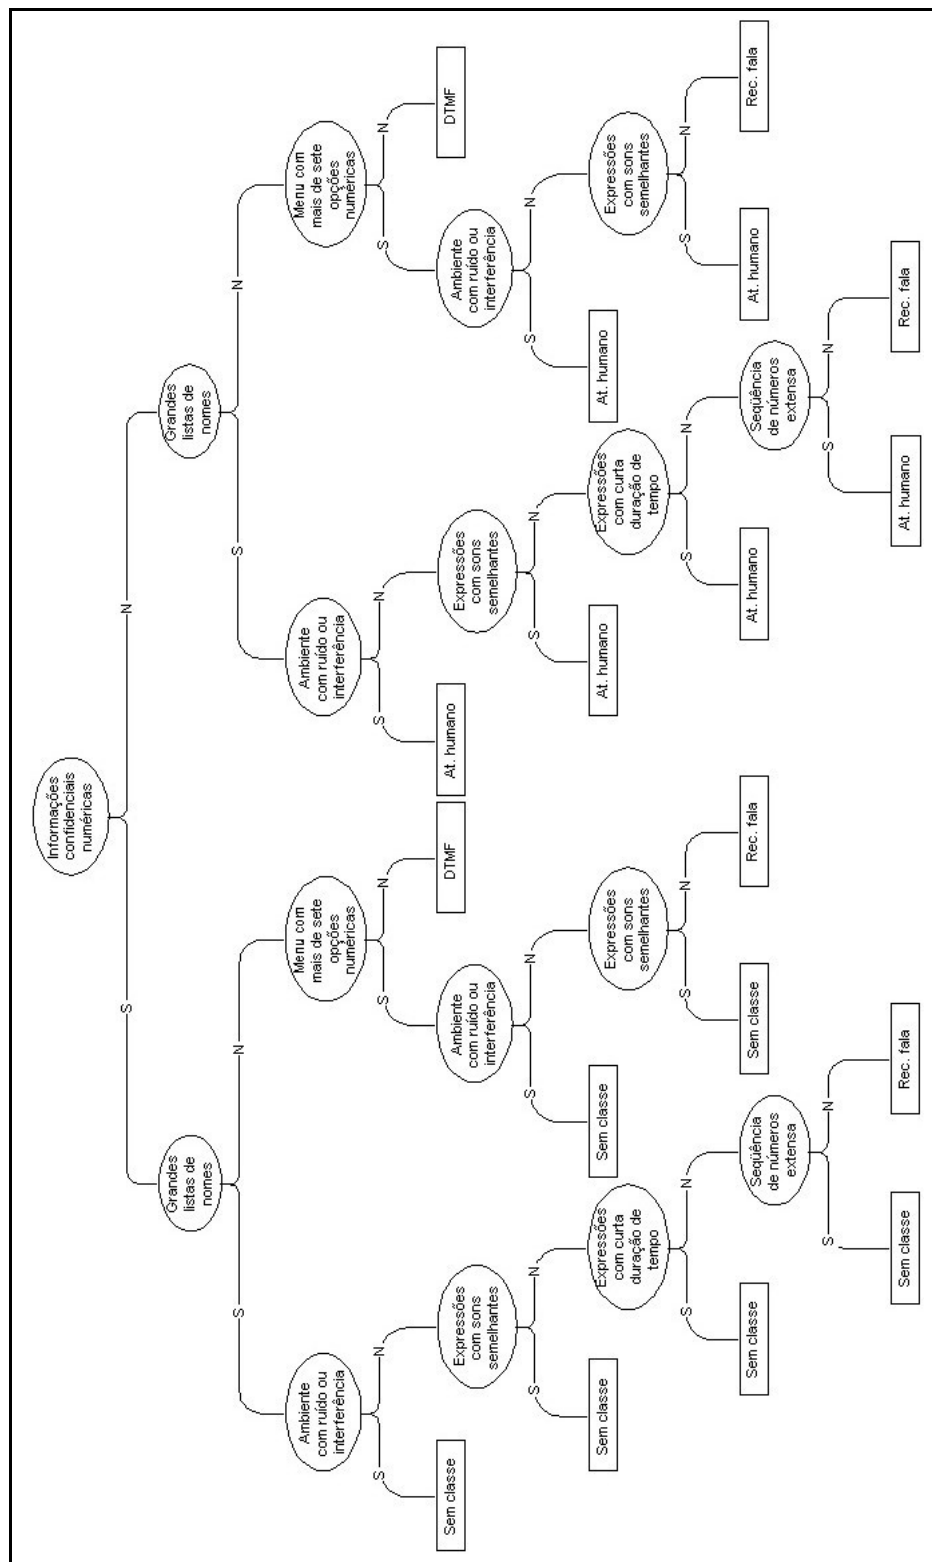 Informações
confidenciais
numéricas
S
N
Grandes
listas de
nomes
Grandes
listas de
nomes
S
N
S
N
Ambiente
com ruído ou
interferência
Menu com
mais de sete
opções
numéricas
Ambiente
com ruído ou
interferência
Menu com
mais de sete
opções
numéricas
S
N
S
N
S
N
S
N
Sem classe
Expressões
com sons
semelhantes
Ambiente
com ruído ou
interferência
DTMF
At. humano
Expressões
com sons
semelhantes
Ambiente
com ruído ou
interferência
DTMF
S
N
S
N
S
N
S
N
Sem classe
Expressões
com curta
duração de
tempo
Sem classe
Expressões
com sons
semelhantes
At. humano
Expressões
com curta
duração de
tempo
At. humano
Expressões
com sons
semelhantes
S
N
S
N
S
N
S
N
Sem classe
Seqüência
de números
extensa
Sem classe
Rec. fala
At. humano
Seqüência
de números
extensa
At. humano
Rec. fala
S
N
S
N
Sem classe
Rec. fala
At. humano
Rec. fala